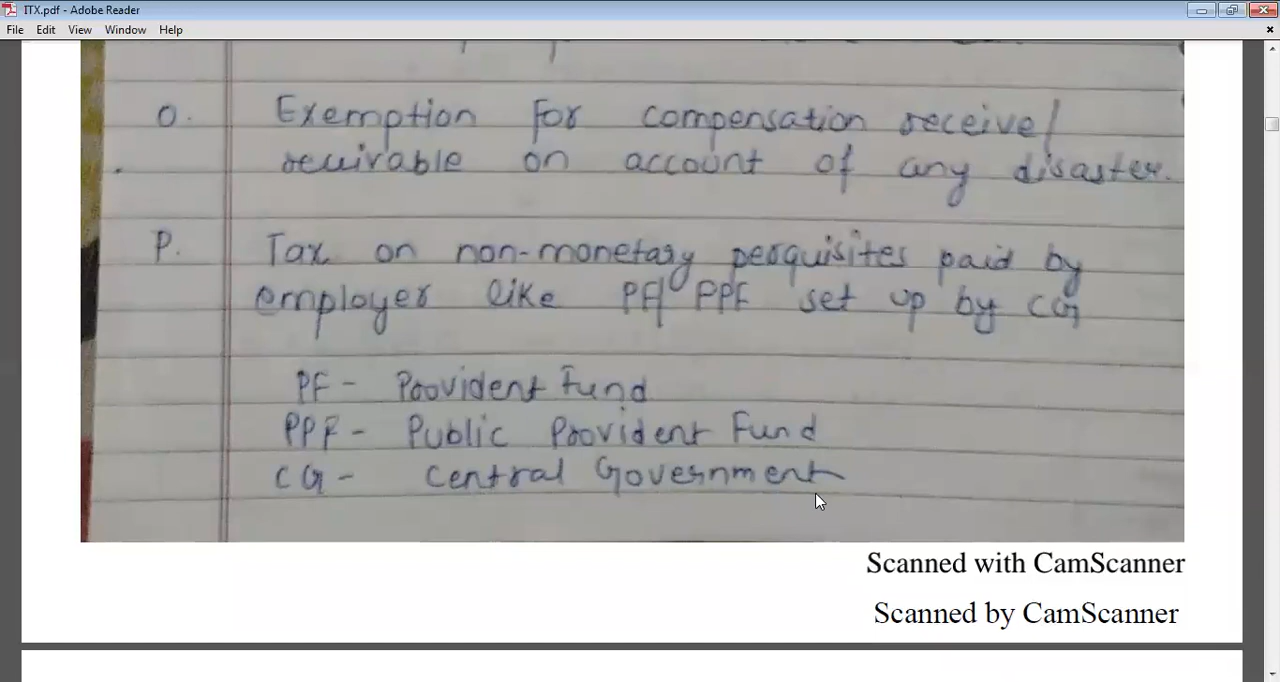 ITX.pdf - Adobe Reader
File Edit View Window Help
O. Exemption for compensation receive/
reuirable on account of any disaster.
P. Tax on non-monetary perquisites paid by
employer like PF/ PPF set up by CG
PF - Provident Fund
PPF - Public Provident Fund
CG - Central Government
Scanned with CamScanner
Scanned by CamScanner